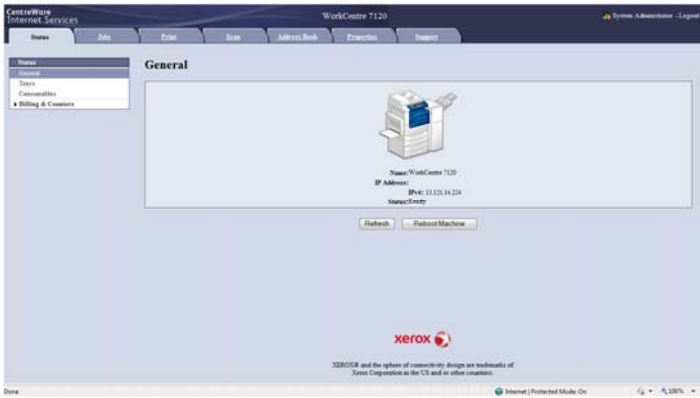 CentreWare
Internet Services
WorkCentre 7120
System Administrator - Logout
Status
Jobs
Print
Scan
Address Book
Properties
Support
Status
General
Trays
Consumables
Billing & Counters
General
Name: WorkCentre 7120
IP Address:
IPv4: 13.121.14.224
Status: Ready
Refresh
Reboot Machine
xerox
XEROX® and the sphere of connectivity design are trademarks of
Xerox Corporation in the US and/or other countries.
Done
Internet | Protected Mode: On
100%